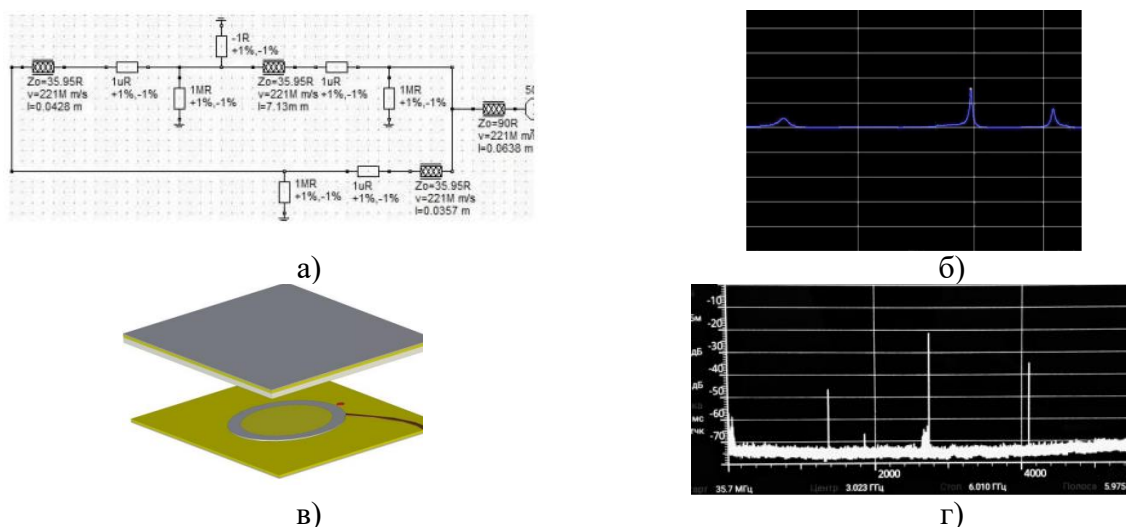 -1R
+1%,-1%
Zo=35.95R
v=221M m/s
l=0.0428 m
1uR
+1%,-1%
1MR
+1%,-1%
Zo=35.95R
v=221M m/s
l=7.13m m
1uR
+1%,-1%
1MR
+1%,-1%
Zo=90R
v=221M m/
l=0.0638 m
1MR
+1%,-1%
1uR
+1%,-1%
Zo=35.95R
v=221M m/s
l=0.0357 m
а)
б)
-10
-20
-30
-40
-50
-60
-70
2000
4000
35.7 МГц Центр 3.023 ГГц Стоп 6.010 ГГц Полоса 5.975
в)
г)